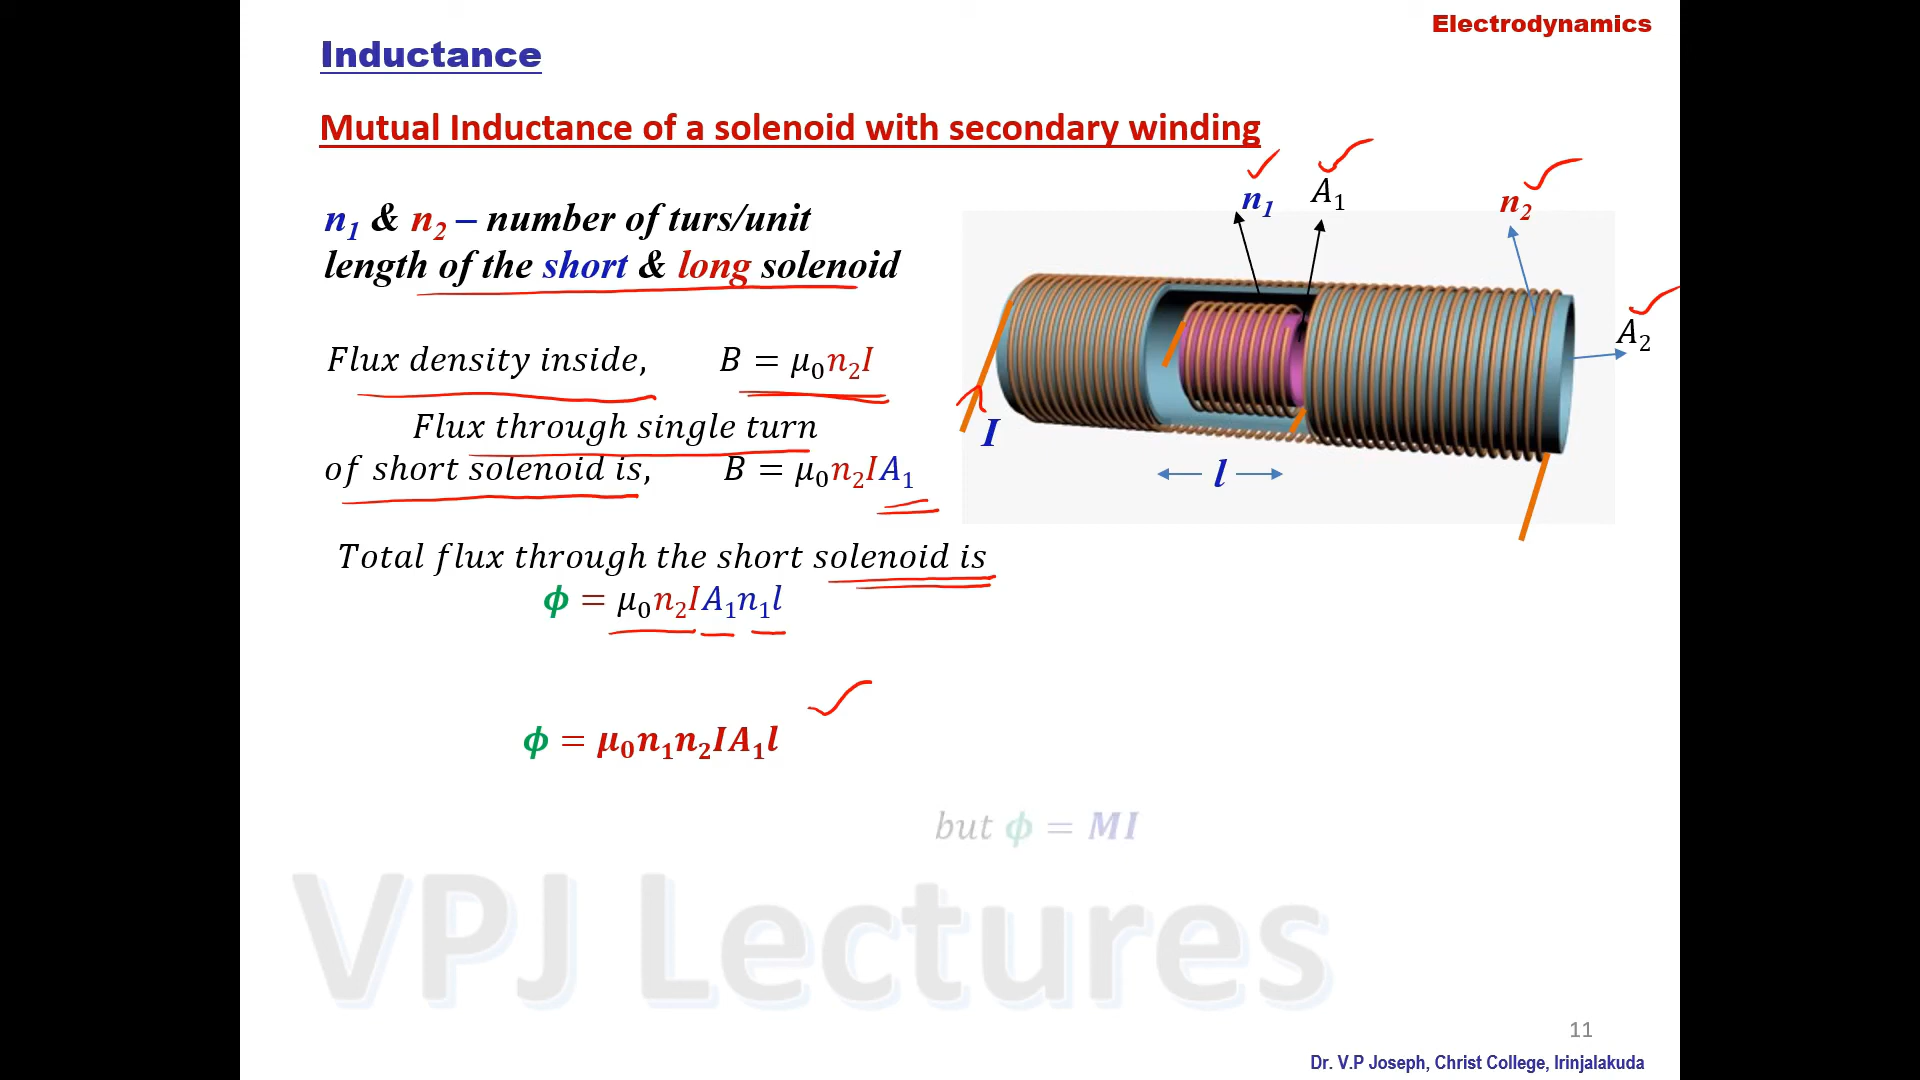 Electrodynamics
Inductance
Mutual Inductance of a solenoid with secondary winding
n₁ & n₂ – number of turs/unit
length of the short & long solenoid
Flux density inside, B = μ₀n₂I
Flux through single turn
of short solenoid is, B = μ₀n₂IA₁
Total flux through the short solenoid is
ϕ = μ₀n₂IA₁n₁l
ϕ = μ₀n₁n₂IA₁l
but ϕ = MI
n₁
A₁
n₂
A₂
I
l
VPJ Lectures
11
Dr. V.P Joseph, Christ College, Irinjalakuda